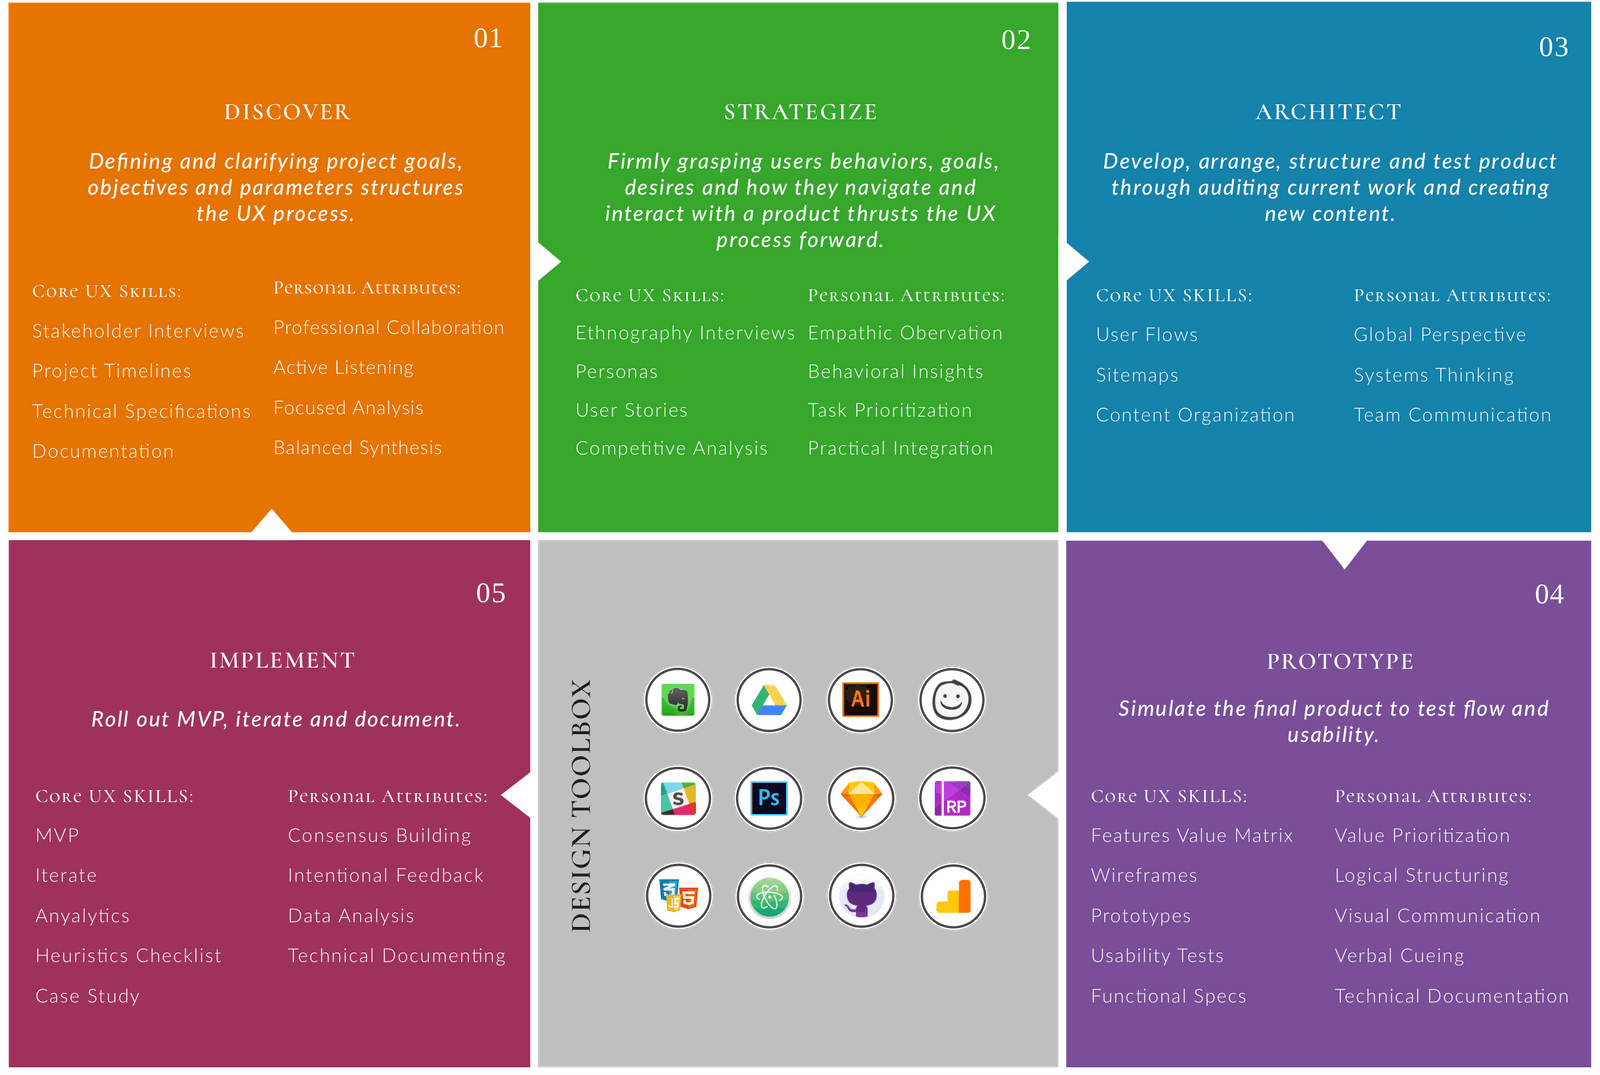 01
DISCOVER
Defining and clarifying project goals,
objectives and parameters structures
the UX process.
Core UX Skills:
Stakeholder Interviews
Project Timelines
Technical Specifications
Documentation
Personal Attributes:
Professional Collaboration
Active Listening
Focused Analysis
Balanced Synthesis
02
STRATEGIZE
Firmly grasping users behaviors, goals,
desires and how they navigate and
interact with a product thrusts the UX
process forward.
Core UX Skills:
Ethnography Interviews
Personas
User Stories
Competitive Analysis
Personal Attributes:
Empathic Obervation
Behavioral Insights
Task Prioritization
Practical Integration
03
ARCHITECT
Develop, arrange, structure and test product
through auditing current work and creating
new content.
Core UX SKILLS:
User Flows
Sitemaps
Content Organization
Personal Attributes:
Global Perspective
Systems Thinking
Team Communication
05
IMPLEMENT
Roll out MVP, iterate and document.
Core UX SKILLS:
MVP
Iterate
Anyalytics
Heuristics Checklist
Case Study
Personal Attributes:
Consensus Building
Intentional Feedback
Data Analysis
Technical Documenting
DESIGN TOOLBOX
Ai
S
Ps
RP
3
JS
5
04
PROTOTYPE
Simulate the final product to test flow and
usability.
Core UX SKILLS:
Features Value Matrix
Wireframes
Prototypes
Usability Tests
Functional Specs
Personal Attributes:
Value Prioritization
Logical Structuring
Visual Communication
Verbal Cueing
Technical Documentation